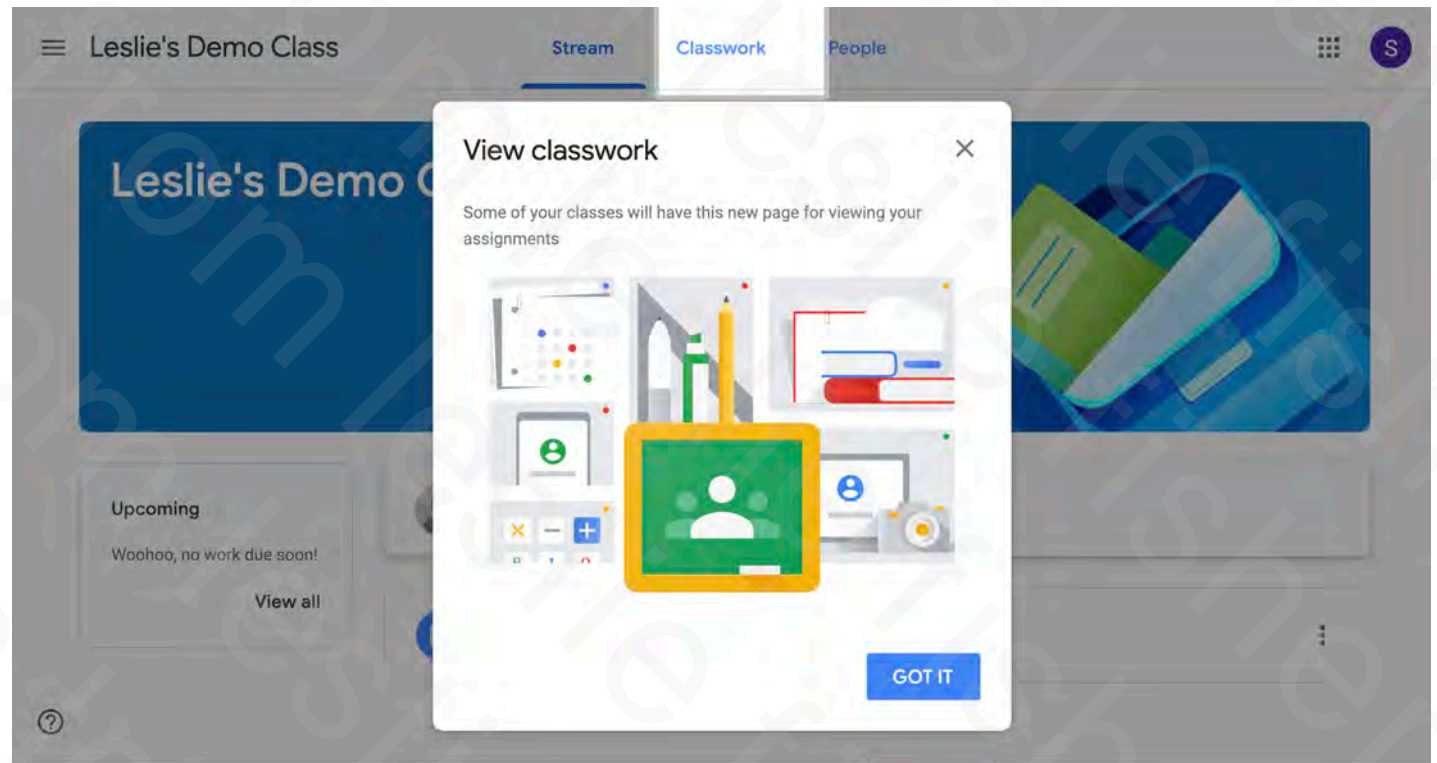 Leslie's Demo Class
Stream
Classwork
People
S
View classwork
Some of your classes will have this new page for viewing your
assignments
GOT IT
Leslie's Demo
Upcoming
Woohoo, no work due soon!
View all